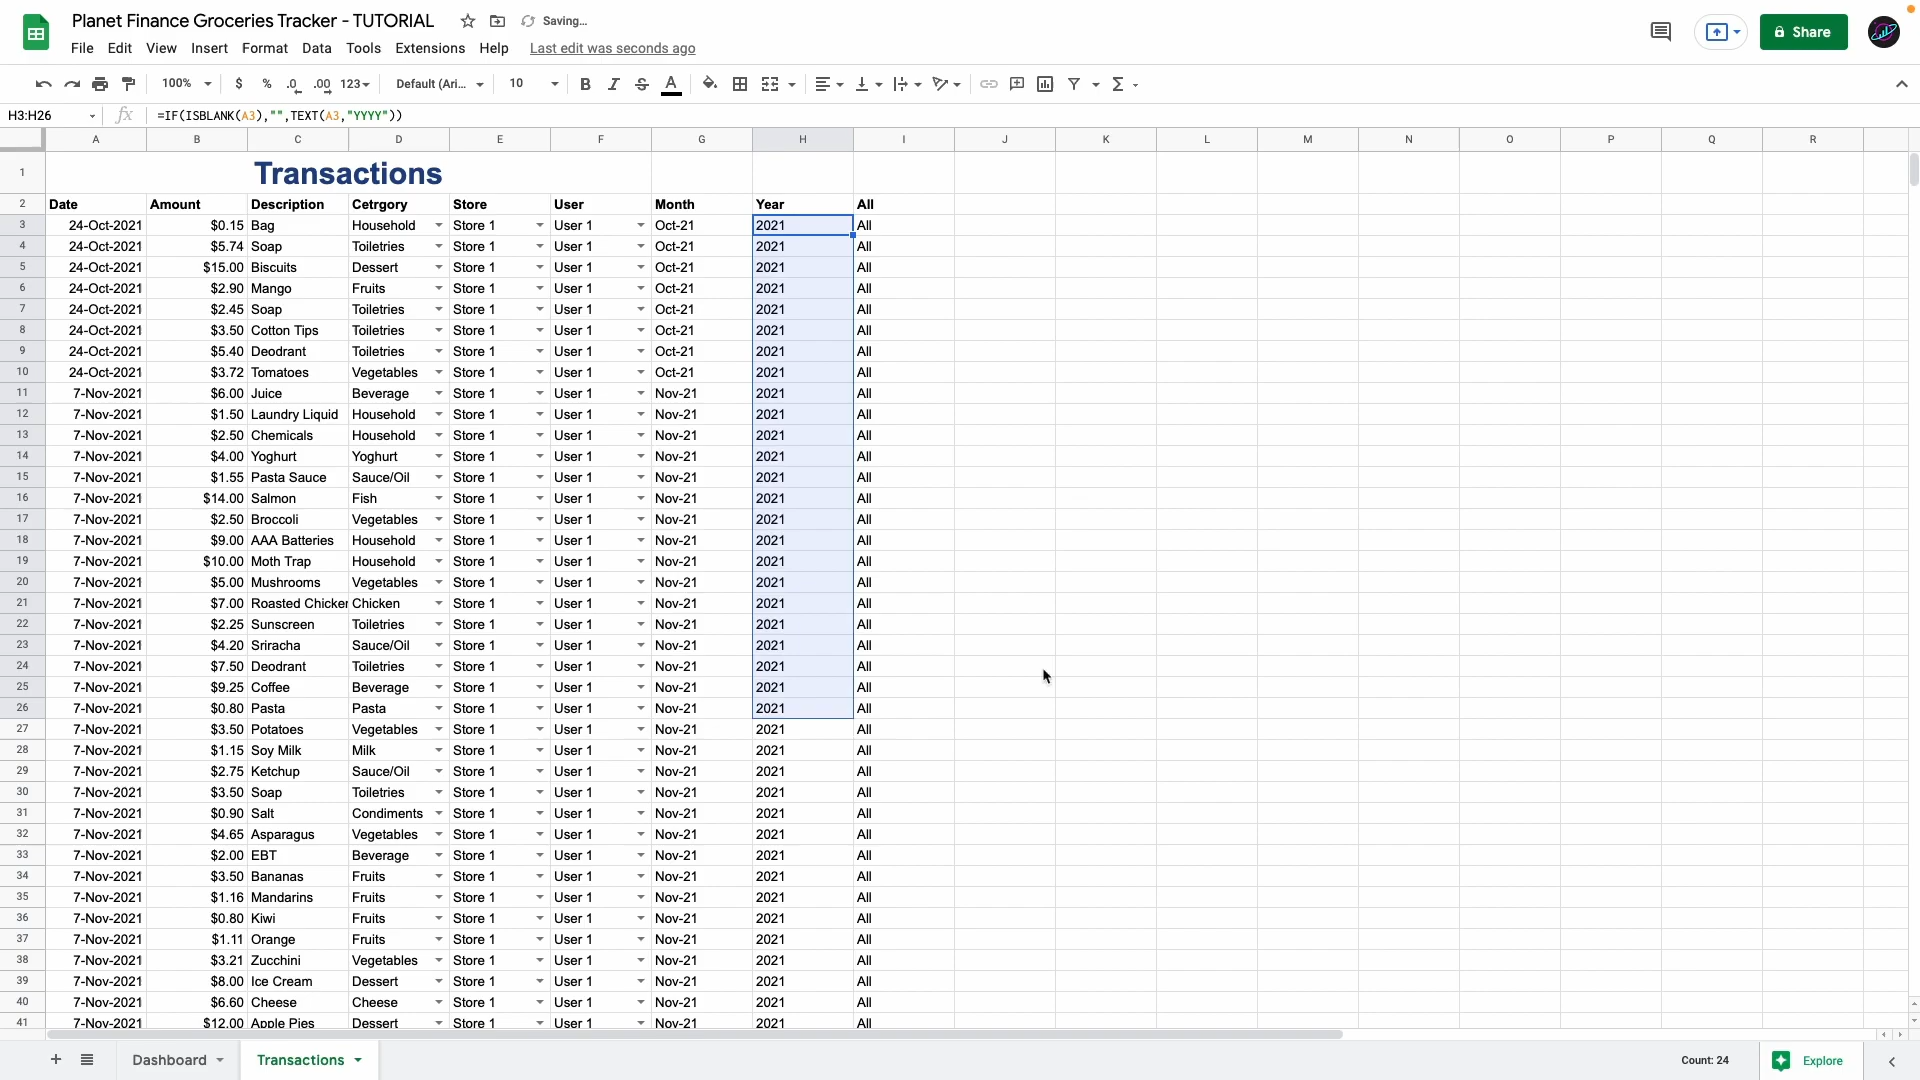 Planet Finance Groceries Tracker - TUTORIAL Saving...
File Edit View Insert Format Data Tools Extensions Help Last edit was seconds ago
Share
100% $ % .0 .00 123 Default (Ari... 10 B I S A Σ
H3:H26 fx =IF(ISBLANK(A3),"",TEXT(A3,"YYYY"))
A B C D E F G H I J K L M N O P Q R
1 Transactions
2 Date Amount Description Cetrgory Store User Month Year All
3 24-Oct-2021 $0.15 Bag Household Store 1 User 1 Oct-21 2021 All
4 24-Oct-2021 $5.74 Soap Toiletries Store 1 User 1 Oct-21 2021 All
5 24-Oct-2021 $15.00 Biscuits Dessert Store 1 User 1 Oct-21 2021 All
6 24-Oct-2021 $2.90 Mango Fruits Store 1 User 1 Oct-21 2021 All
7 24-Oct-2021 $2.45 Soap Toiletries Store 1 User 1 Oct-21 2021 All
8 24-Oct-2021 $3.50 Cotton Tips Toiletries Store 1 User 1 Oct-21 2021 All
9 24-Oct-2021 $5.40 Deodrant Toiletries Store 1 User 1 Oct-21 2021 All
10 24-Oct-2021 $3.72 Tomatoes Vegetables Store 1 User 1 Oct-21 2021 All
11 7-Nov-2021 $6.00 Juice Beverage Store 1 User 1 Nov-21 2021 All
12 7-Nov-2021 $1.50 Laundry Liquid Household Store 1 User 1 Nov-21 2021 All
13 7-Nov-2021 $2.50 Chemicals Household Store 1 User 1 Nov-21 2021 All
14 7-Nov-2021 $4.00 Yoghurt Yoghurt Store 1 User 1 Nov-21 2021 All
15 7-Nov-2021 $1.55 Pasta Sauce Sauce/Oil Store 1 User 1 Nov-21 2021 All
16 7-Nov-2021 $14.00 Salmon Fish Store 1 User 1 Nov-21 2021 All
17 7-Nov-2021 $2.50 Broccoli Vegetables Store 1 User 1 Nov-21 2021 All
18 7-Nov-2021 $9.00 AAA Batteries Household Store 1 User 1 Nov-21 2021 All
19 7-Nov-2021 $10.00 Moth Trap Household Store 1 User 1 Nov-21 2021 All
20 7-Nov-2021 $5.00 Mushrooms Vegetables Store 1 User 1 Nov-21 2021 All
21 7-Nov-2021 $7.00 Roasted Chicken Chicken Store 1 User 1 Nov-21 2021 All
22 7-Nov-2021 $2.25 Sunscreen Toiletries Store 1 User 1 Nov-21 2021 All
23 7-Nov-2021 $4.20 Sriracha Sauce/Oil Store 1 User 1 Nov-21 2021 All
24 7-Nov-2021 $7.50 Deodrant Toiletries Store 1 User 1 Nov-21 2021 All
25 7-Nov-2021 $9.25 Coffee Beverage Store 1 User 1 Nov-21 2021 All
26 7-Nov-2021 $0.80 Pasta Pasta Store 1 User 1 Nov-21 2021 All
27 7-Nov-2021 $3.50 Potatoes Vegetables Store 1 User 1 Nov-21 2021 All
28 7-Nov-2021 $1.15 Soy Milk Milk Store 1 User 1 Nov-21 2021 All
29 7-Nov-2021 $2.75 Ketchup Sauce/Oil Store 1 User 1 Nov-21 2021 All
30 7-Nov-2021 $3.50 Soap Toiletries Store 1 User 1 Nov-21 2021 All
31 7-Nov-2021 $0.90 Salt Condiments Store 1 User 1 Nov-21 2021 All
32 7-Nov-2021 $4.65 Asparagus Vegetables Store 1 User 1 Nov-21 2021 All
33 7-Nov-2021 $2.00 EBT Beverage Store 1 User 1 Nov-21 2021 All
34 7-Nov-2021 $3.50 Bananas Fruits Store 1 User 1 Nov-21 2021 All
35 7-Nov-2021 $1.16 Mandarins Fruits Store 1 User 1 Nov-21 2021 All
36 7-Nov-2021 $0.80 Kiwi Fruits Store 1 User 1 Nov-21 2021 All
37 7-Nov-2021 $1.11 Orange Fruits Store 1 User 1 Nov-21 2021 All
38 7-Nov-2021 $3.21 Zucchini Vegetables Store 1 User 1 Nov-21 2021 All
39 7-Nov-2021 $8.00 Ice Cream Dessert Store 1 User 1 Nov-21 2021 All
40 7-Nov-2021 $6.60 Cheese Cheese Store 1 User 1 Nov-21 2021 All
41 7-Nov-2021 $12.00 Apple Pies Dessert Store 1 User 1 Nov-21 2021 All
Dashboard Transactions Count: 24 Explore